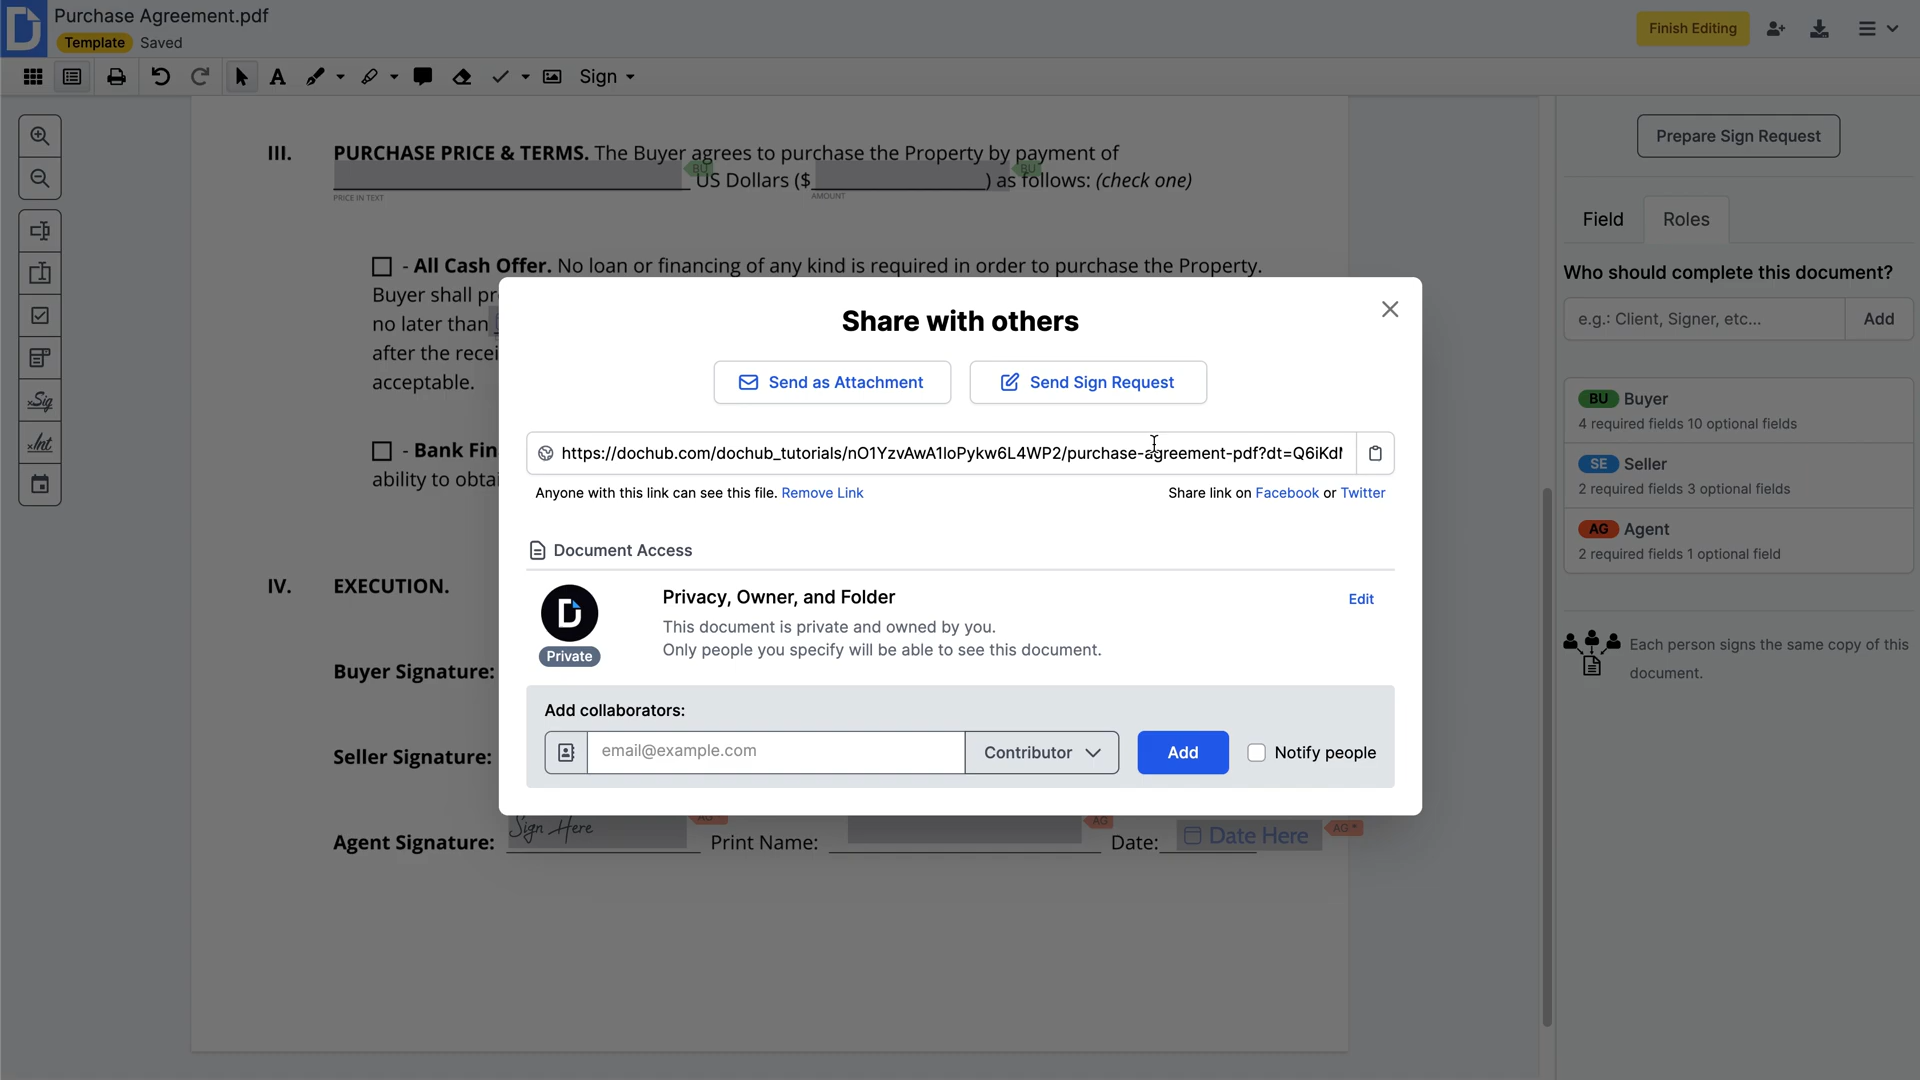 Purchase Agreement.pdf
Template Saved
Finish Editing
Sign
III. PURCHASE PRICE & TERMS. The Buyer agrees to purchase the Property by payment of
BU BU
US Dollars ($ ) as follows: (check one)
PRICE IN TEXT AMOUNT
- All Cash Offer. No loan or financing of any kind is required in order to purchase the Property.
Buyer shall pr
no later than
after the recei
acceptable.
- Bank Fin
ability to obta
IV. EXECUTION.
Buyer Signature:
Seller Signature:
Agent Signature: Sign Here AG Print Name: AG Date: Date Here AG *
Share with others
Send as Attachment
Send Sign Request
https://dochub.com/dochub_tutorials/nO1YzvAwA1loPykw6L4WP2/purchase-agreement-pdf?dt=Q6iKd
Anyone with this link can see this file. Remove Link
Share link on Facebook or Twitter
Document Access
Private
Privacy, Owner, and Folder
Edit
This document is private and owned by you.
Only people you specify will be able to see this document.
Add collaborators:
email@example.com
Contributor
Add
Notify people
Prepare Sign Request
Field Roles
Who should complete this document?
e.g.: Client, Signer, etc... Add
BU Buyer
4 required fields 10 optional fields
SE Seller
2 required fields 3 optional fields
AG Agent
2 required fields 1 optional field
Each person signs the same copy of this
document.